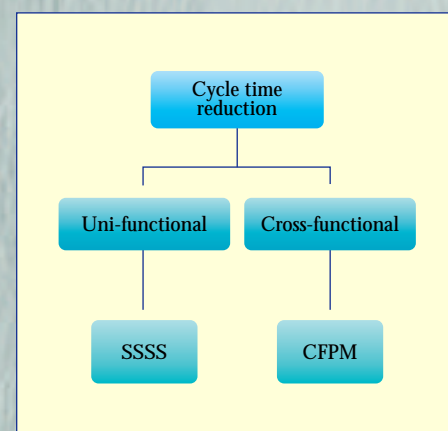 Cycle time
reduction
Uni-functional
Cross-functional
SSSS
CFPM